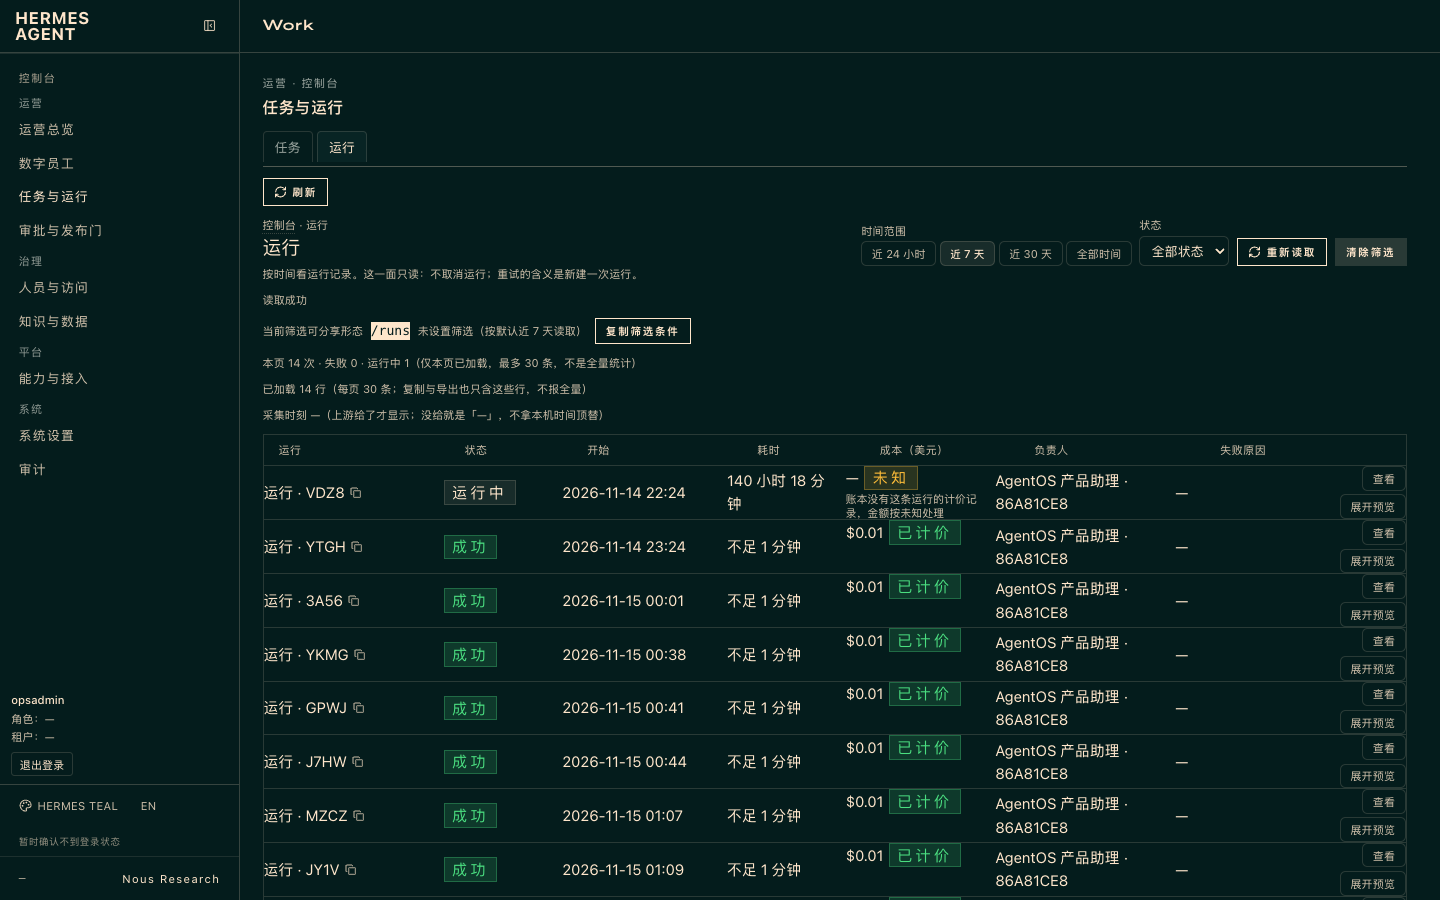 HERMES
AGENT
Work
控制台
运营
运营总览
数字员工
任务与运行
审批与发布门
治理
人员与访问
知识与数据
平台
能力与接入
系统
系统设置
审计
opsadmin
角色：—
租户：—
退出登录
HERMES TEAL EN
暂时确认不到登录状态
— Nous Research
运营 · 控制台
任务与运行
任务 运行
刷新
控制台 · 运行
运行
按时间看运行记录。这一面只读：不取消运行；重试的含义是新建一次运行。
时间范围
近 24 小时 近 7 天 近 30 天 全部时间
状态
全部状态 重新读取 清除筛选
读取成功
当前筛选可分享形态 /runs 未设置筛选（按默认近 7 天读取） 复制筛选条件
本页 14 次 · 失败 0 · 运行中 1（仅本页已加载，最多 30 条，不是全量统计）
已加载 14 行（每页 30 条；复制与导出也只含这些行，不报全量）
采集时刻 —（上游给了才显示；没给就是「—」，不拿本机时间顶替）
运行 状态 开始 耗时 成本（美元） 负责人 失败原因
运行 · VDZ8 运行中 2026-11-14 22:24 140 小时 18 分钟 — 未知 账本没有这条运行的计价记录，金额按未知处理 AgentOS 产品助理 · 86A81CE8 — 查看 展开预览
运行 · YTGH 成功 2026-11-14 23:24 不足 1 分钟 $0.01 已计价 AgentOS 产品助理 · 86A81CE8 — 查看 展开预览
运行 · 3A56 成功 2026-11-15 00:01 不足 1 分钟 $0.01 已计价 AgentOS 产品助理 · 86A81CE8 — 查看 展开预览
运行 · YKMG 成功 2026-11-15 00:38 不足 1 分钟 $0.01 已计价 AgentOS 产品助理 · 86A81CE8 — 查看 展开预览
运行 · GPWJ 成功 2026-11-15 00:41 不足 1 分钟 $0.01 已计价 AgentOS 产品助理 · 86A81CE8 — 查看 展开预览
运行 · J7HW 成功 2026-11-15 00:44 不足 1 分钟 $0.01 已计价 AgentOS 产品助理 · 86A81CE8 — 查看 展开预览
运行 · MZCZ 成功 2026-11-15 01:07 不足 1 分钟 $0.01 已计价 AgentOS 产品助理 · 86A81CE8 — 查看 展开预览
运行 · JY1V 成功 2026-11-15 01:09 不足 1 分钟 $0.01 已计价 AgentOS 产品助理 · 86A81CE8 — 查看 展开预览